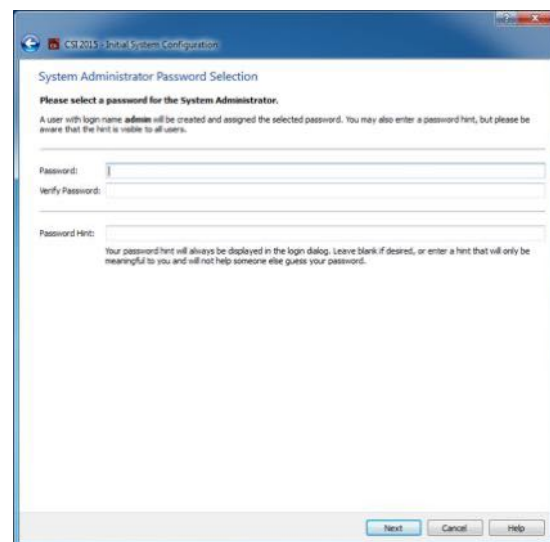 CSI 2015 - Initial System Configuration
System Administrator Password Selection
Please select a password for the System Administrator.
A user with login name admin will be created and assigned the selected password. You may also enter a password hint, but please be
aware that the hint is visible to all users.
Password:
Verify Password:
Password Hint:
Your password hint will always be displayed in the login dialog. Leave blank if desired, or enter a hint that will only be
meaningful to you and will not help someone else guess your password.
Next Cancel Help